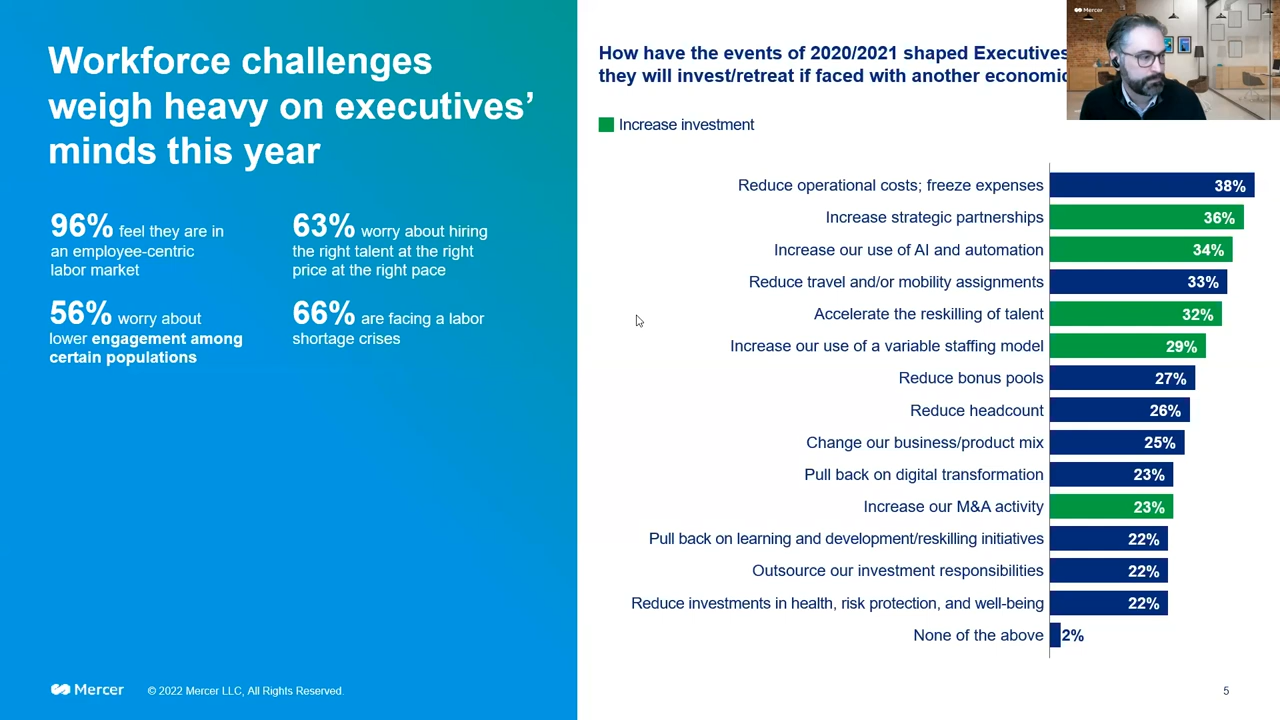 Workforce challenges
weigh heavy on executives’
minds this year
96% feel they are in
an employee-centric
labor market
63% worry about hiring
the right talent at the right
price at the right pace
56% worry about
lower engagement among
certain populations
66% are facing a labor
shortage crises
Mercer
© 2022 Mercer LLC, All Rights Reserved.
How have the events of 2020/2021 shaped Executives
they will invest/retreat if faced with another economic
Mercer
Increase investment
Reduce operational costs; freeze expenses 38%
Increase strategic partnerships 36%
Increase our use of AI and automation 34%
Reduce travel and/or mobility assignments 33%
Accelerate the reskilling of talent 32%
Increase our use of a variable staffing model 29%
Reduce bonus pools 27%
Reduce headcount 26%
Change our business/product mix 25%
Pull back on digital transformation 23%
Increase our M&A activity 23%
Pull back on learning and development/reskilling initiatives 22%
Outsource our investment responsibilities 22%
Reduce investments in health, risk protection, and well-being 22%
None of the above 2%
5